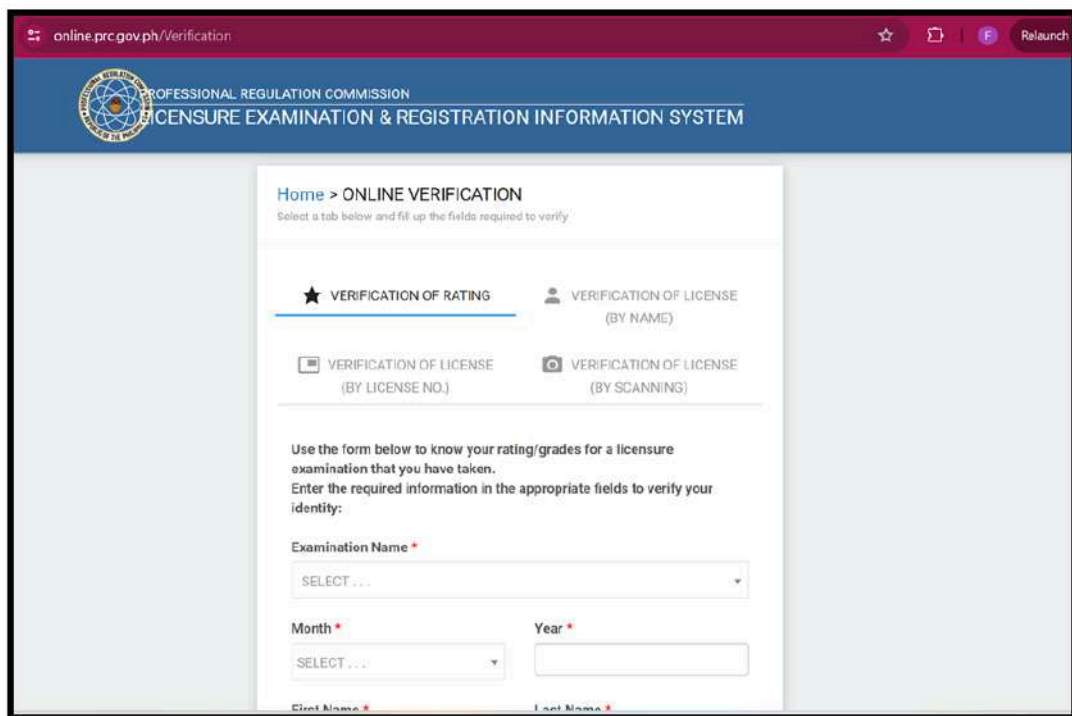 online.prc.gov.ph/Verification
F
Relaunch
PROFESSIONAL REGULATION COMMISSION
LICENSURE EXAMINATION & REGISTRATION INFORMATION SYSTEM
Home > ONLINE VERIFICATION
Select a tab below and fill up the fields required to verify
VERIFICATION OF RATING
VERIFICATION OF LICENSE
(BY NAME)
VERIFICATION OF LICENSE
(BY LICENSE NO.)
VERIFICATION OF LICENSE
(BY SCANNING)
Use the form below to know your rating/grades for a licensure
examination that you have taken.
Enter the required information in the appropriate fields to verify your
identity:
Examination Name *
SELECT . . .
Month *
Year *
SELECT . . .
First Name *
Last Name *